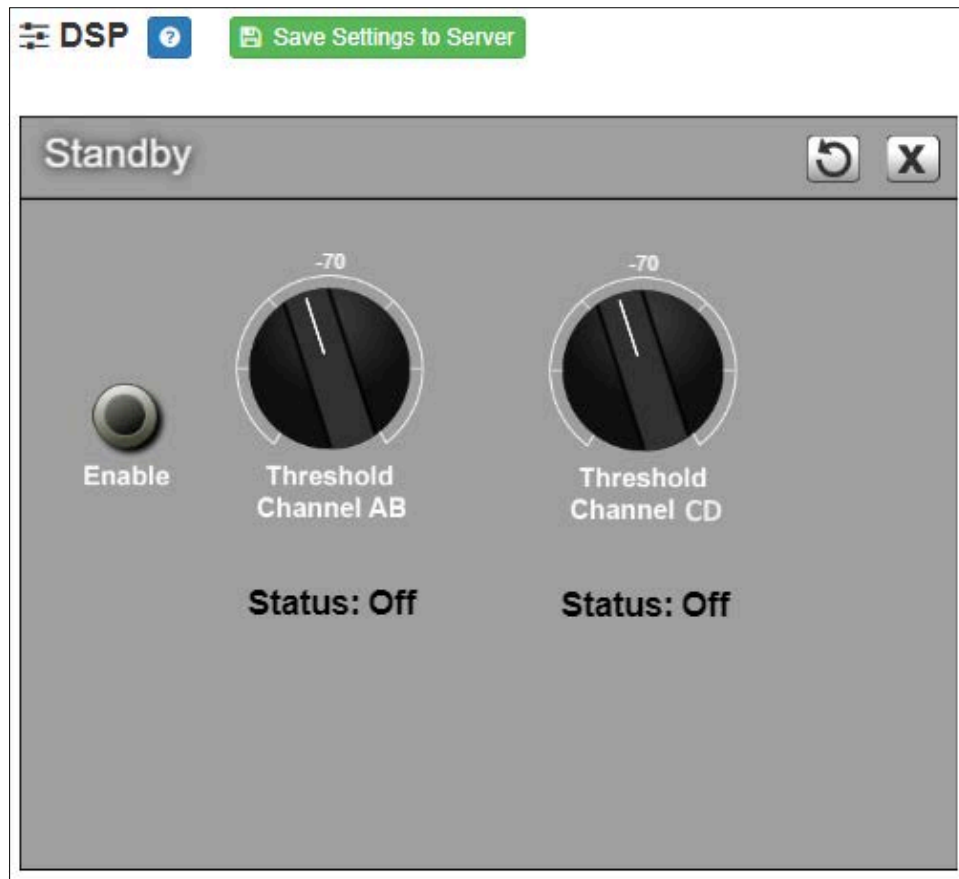 DSP
Save Settings to Server
Standby
-70
-70
Enable
Threshold
Channel AB
Threshold
Channel CD
Status: Off
Status: Off